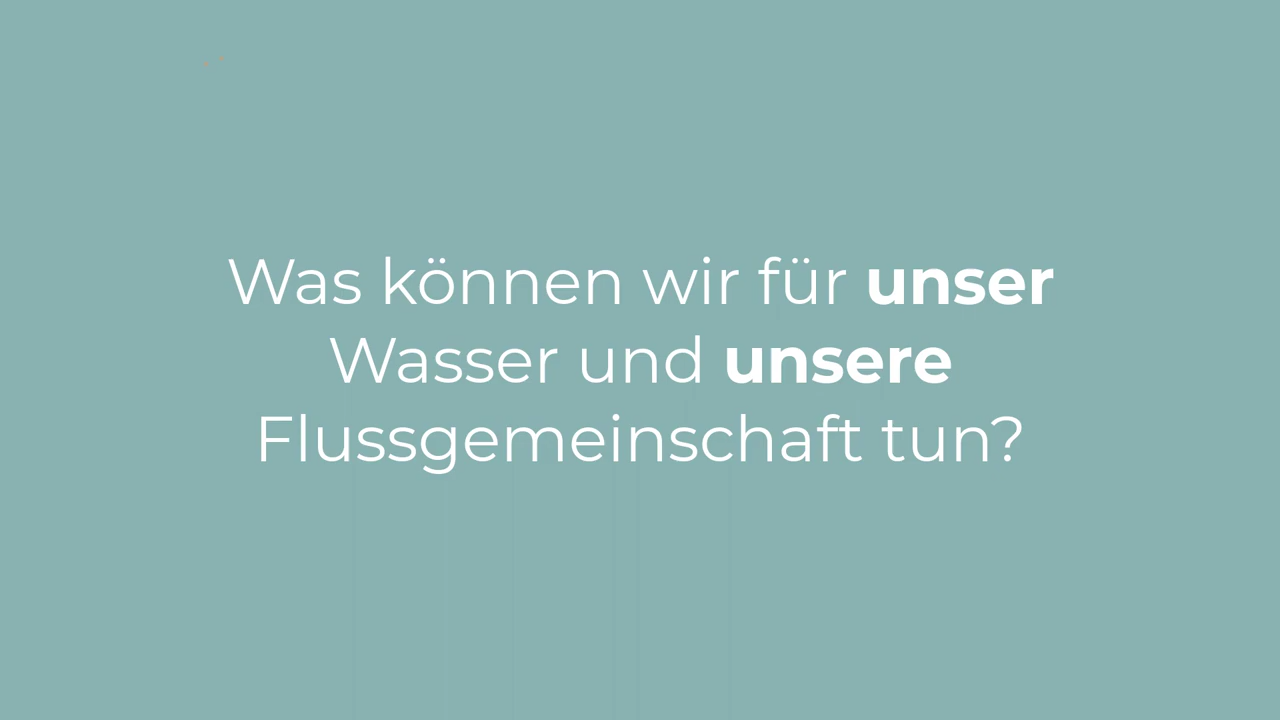 Was können wir für unser
Wasser und unsere
Flussgemeinschaft tun?